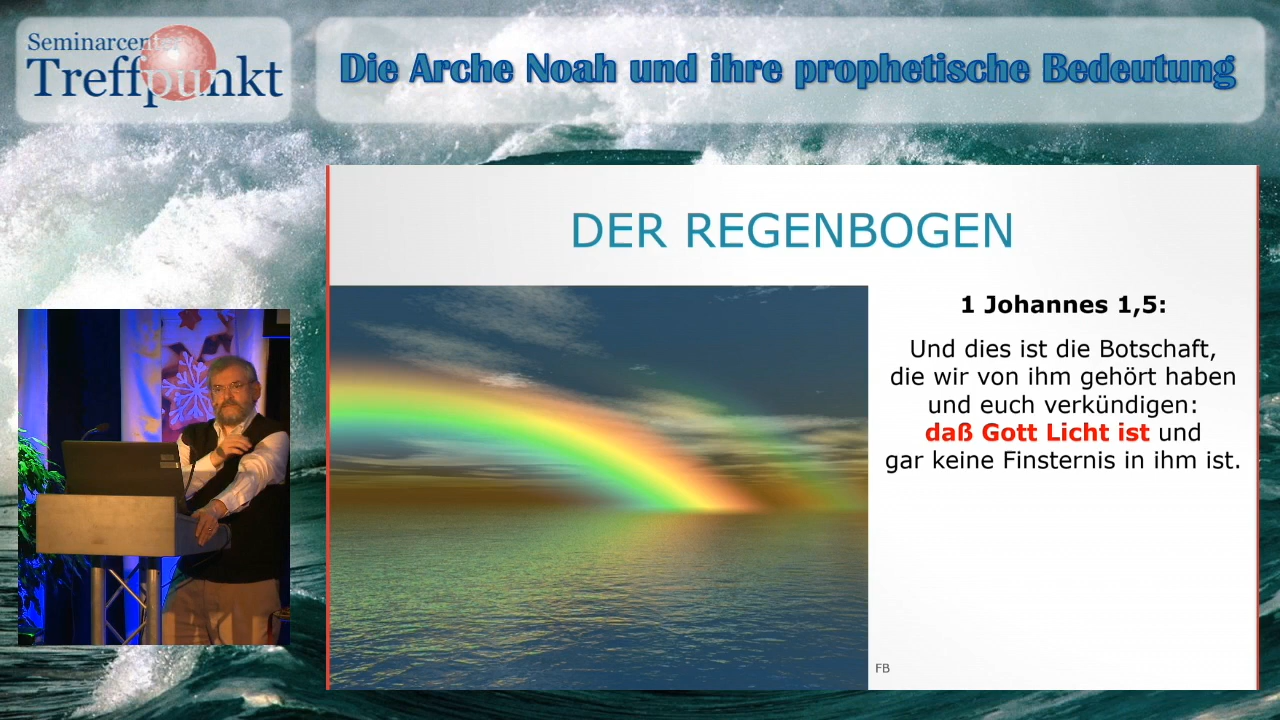 Seminarcenter
Treffpunkt
Die Arche Noah und ihre prophetische Bedeutung
DER REGENBOGEN
1 Johannes 1,5:
Und dies ist die Botschaft,
die wir von ihm gehört haben
und euch verkündigen:
daß Gott Licht ist und
gar keine Finsternis in ihm ist.
FB